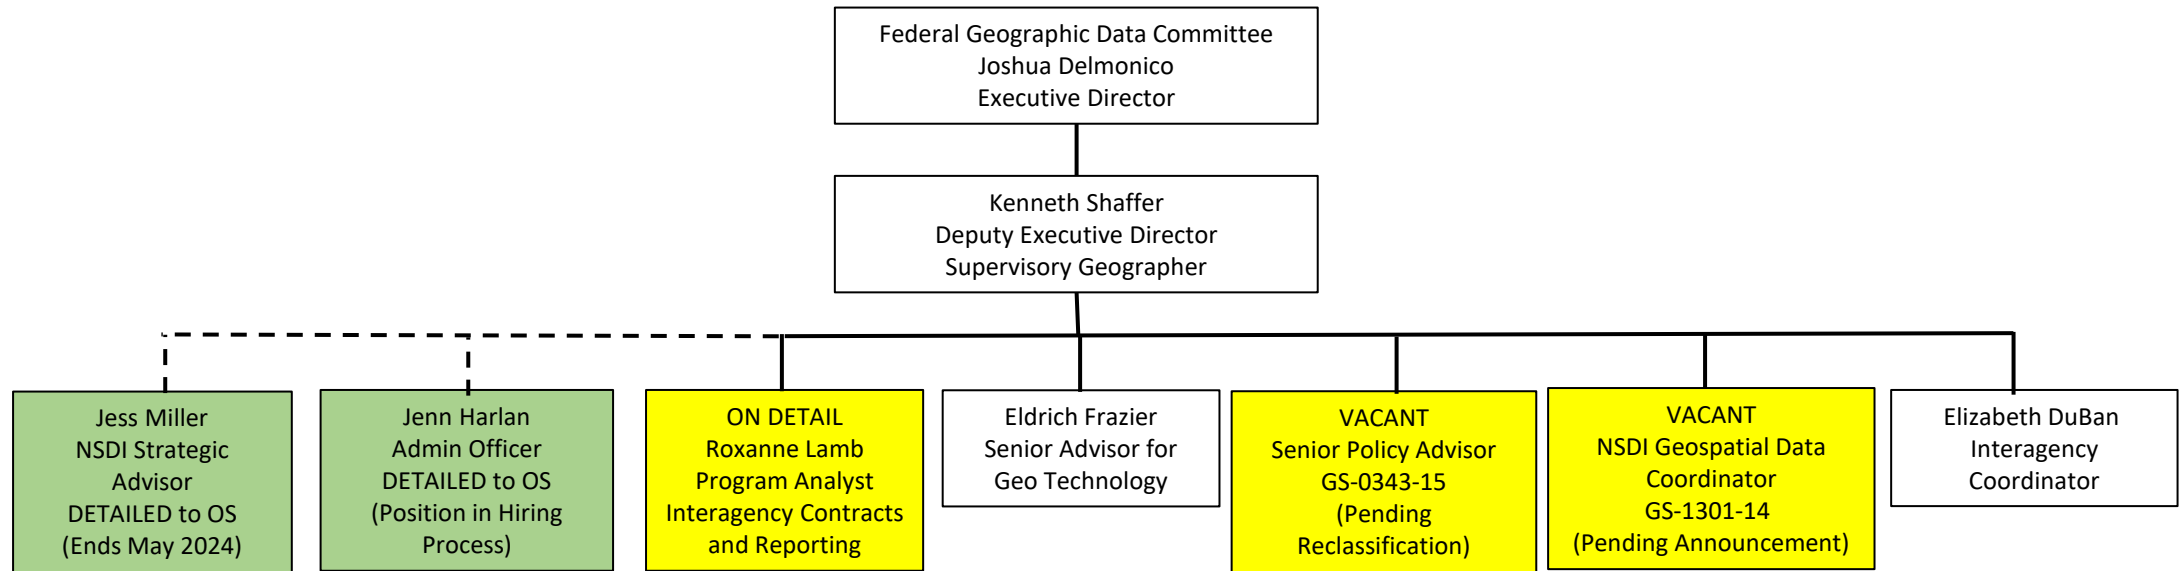 Federal Geographic Data Committee
Joshua Delmonico
Executive Director
Kenneth Shaffer
Deputy Executive Director
Supervisory Geographer
Jess Miller
NSDI Strategic
Advisor
DETAILED to OS
(Ends May 2024)
Jenn Harlan
Admin Officer
DETAILED to OS
(Position in Hiring
Process)
ON DETAIL
Roxanne Lamb
Program Analyst
Interagency Contracts
and Reporting
Eldrich Frazier
Senior Advisor for
Geo Technology
VACANT
Senior Policy Advisor
GS-0343-15
(Pending
Reclassification)
VACANT
NSDI Geospatial Data
Coordinator
GS-1301-14
(Pending Announcement)
Elizabeth DuBan
Interagency
Coordinator